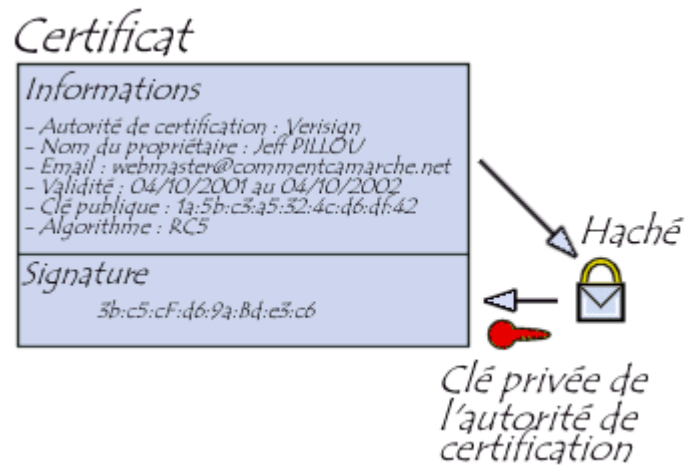 Certificat
Informations
- Autorité de certification : Verisign
- Nom du propriétaire : Jeff PILLOU
- Email : webmaster@commentcamarche.net
- Validité : 04/10/2001 au 04/10/2002
- Clé publique : 1a:5b:c3:a5:32:4c:d6:df:42
- Algorithme : RC5
Haché
Signature
3b:c5:cF:d6:9a:Bd:e3:c6
Clé privée de
l'autorité de
certification